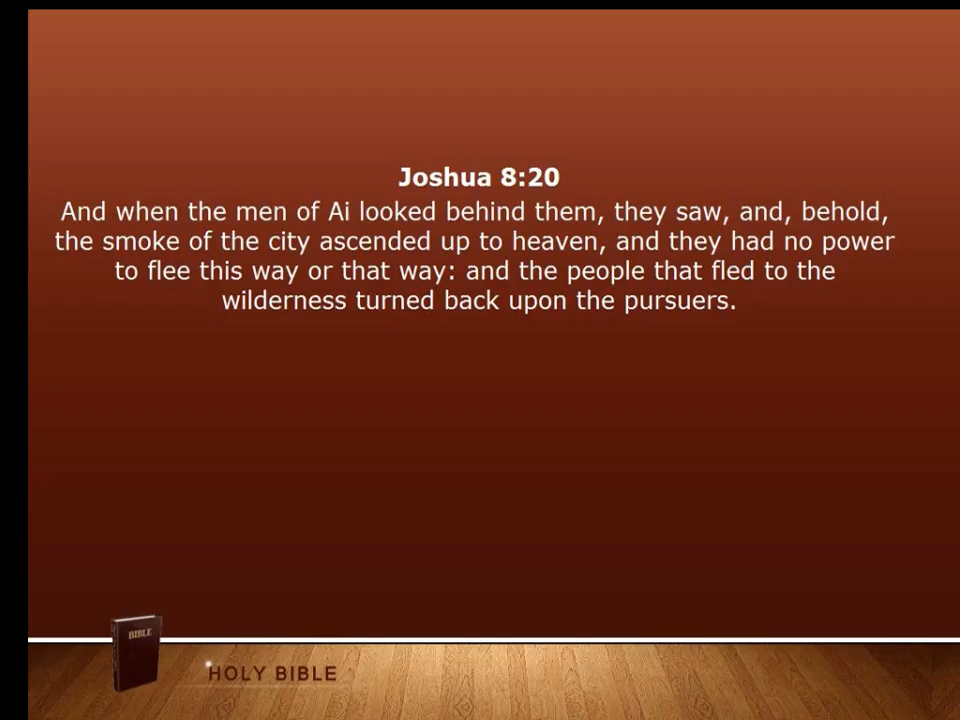 Joshua 8:20
And when the men of Ai looked behind them, they saw, and, behold,
the smoke of the city ascended up to heaven, and they had no power
to flee this way or that way: and the people that fled to the
wilderness turned back upon the pursuers.
BIBLE
HOLY BIBLE